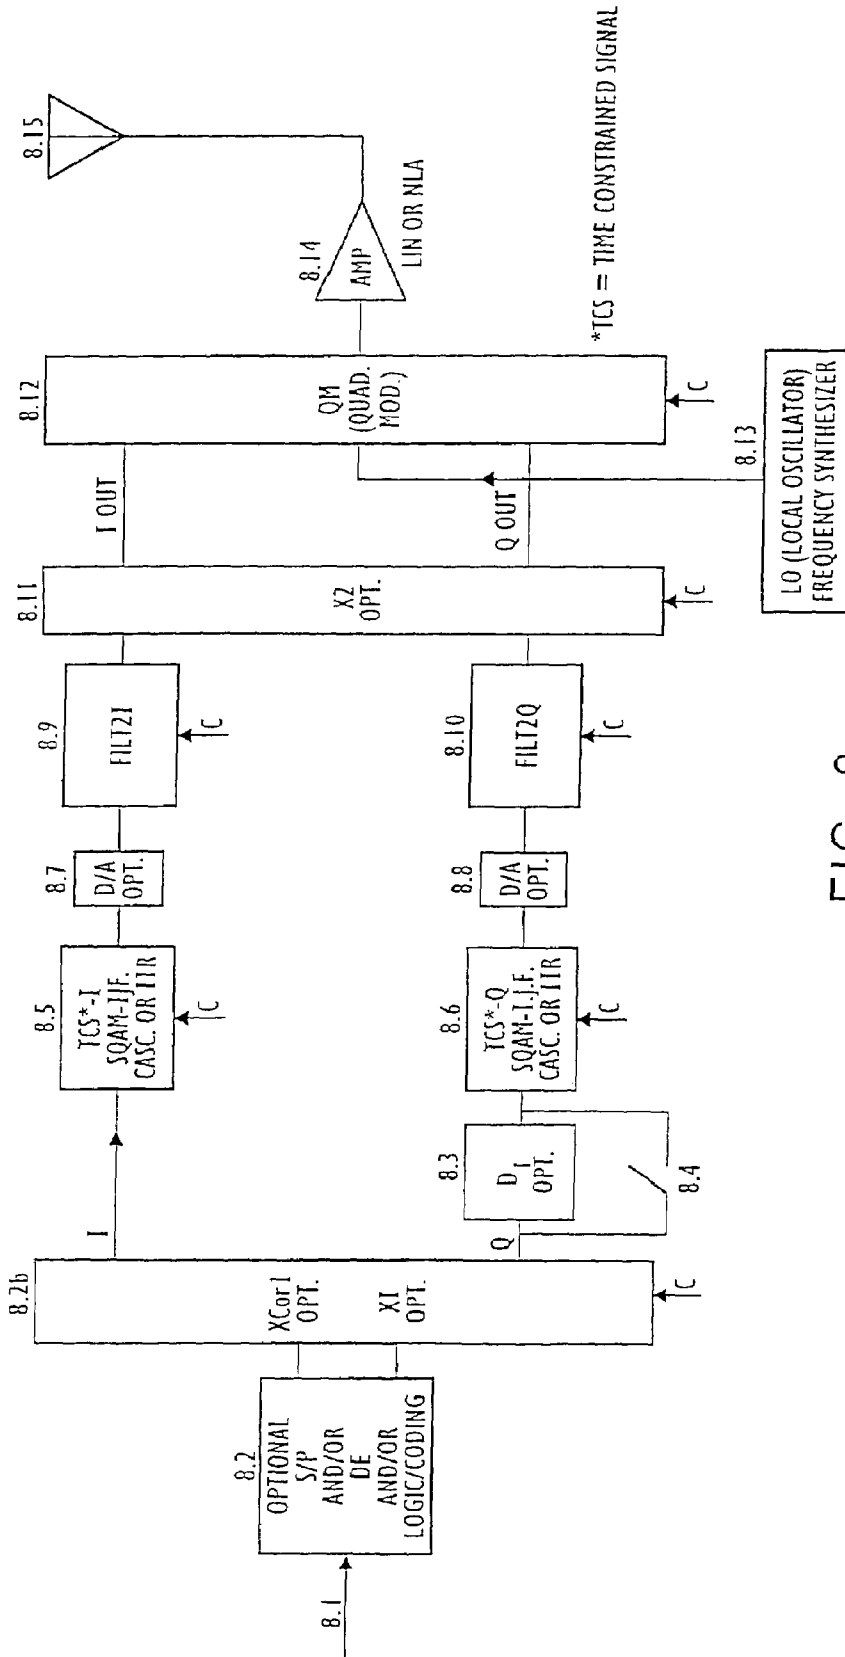 8.1
8.2
OPTIONAL
S/P
AND/OR
DE
AND/OR
LOGIC/CODING
8.2b
XCor1
OPT.
X1
OPT.
C
I
Q
8.3
D
I
OPT.
8.4
8.5
TCS*-I
SQAM-IJF.
CASC. OR IIR
C
8.6
TCS*-Q
SQAM-I.J.F.
CASC. OR IIR
C
8.7
D/A
OPT.
8.8
D/A
OPT.
8.9
FILT2I
C
8.10
FILT2Q
C
8.11
X2
OPT.
C
I OUT
Q OUT
8.12
QM
(QUAD.
MOD.)
C
8.13
LO (LOCAL OSCILLATOR)
FREQUENCY SYNTHESIZER
8.14
AMP
LIN OR NLA
8.15
*TCS = TIME CONSTRAINED SIGNAL
FIG.